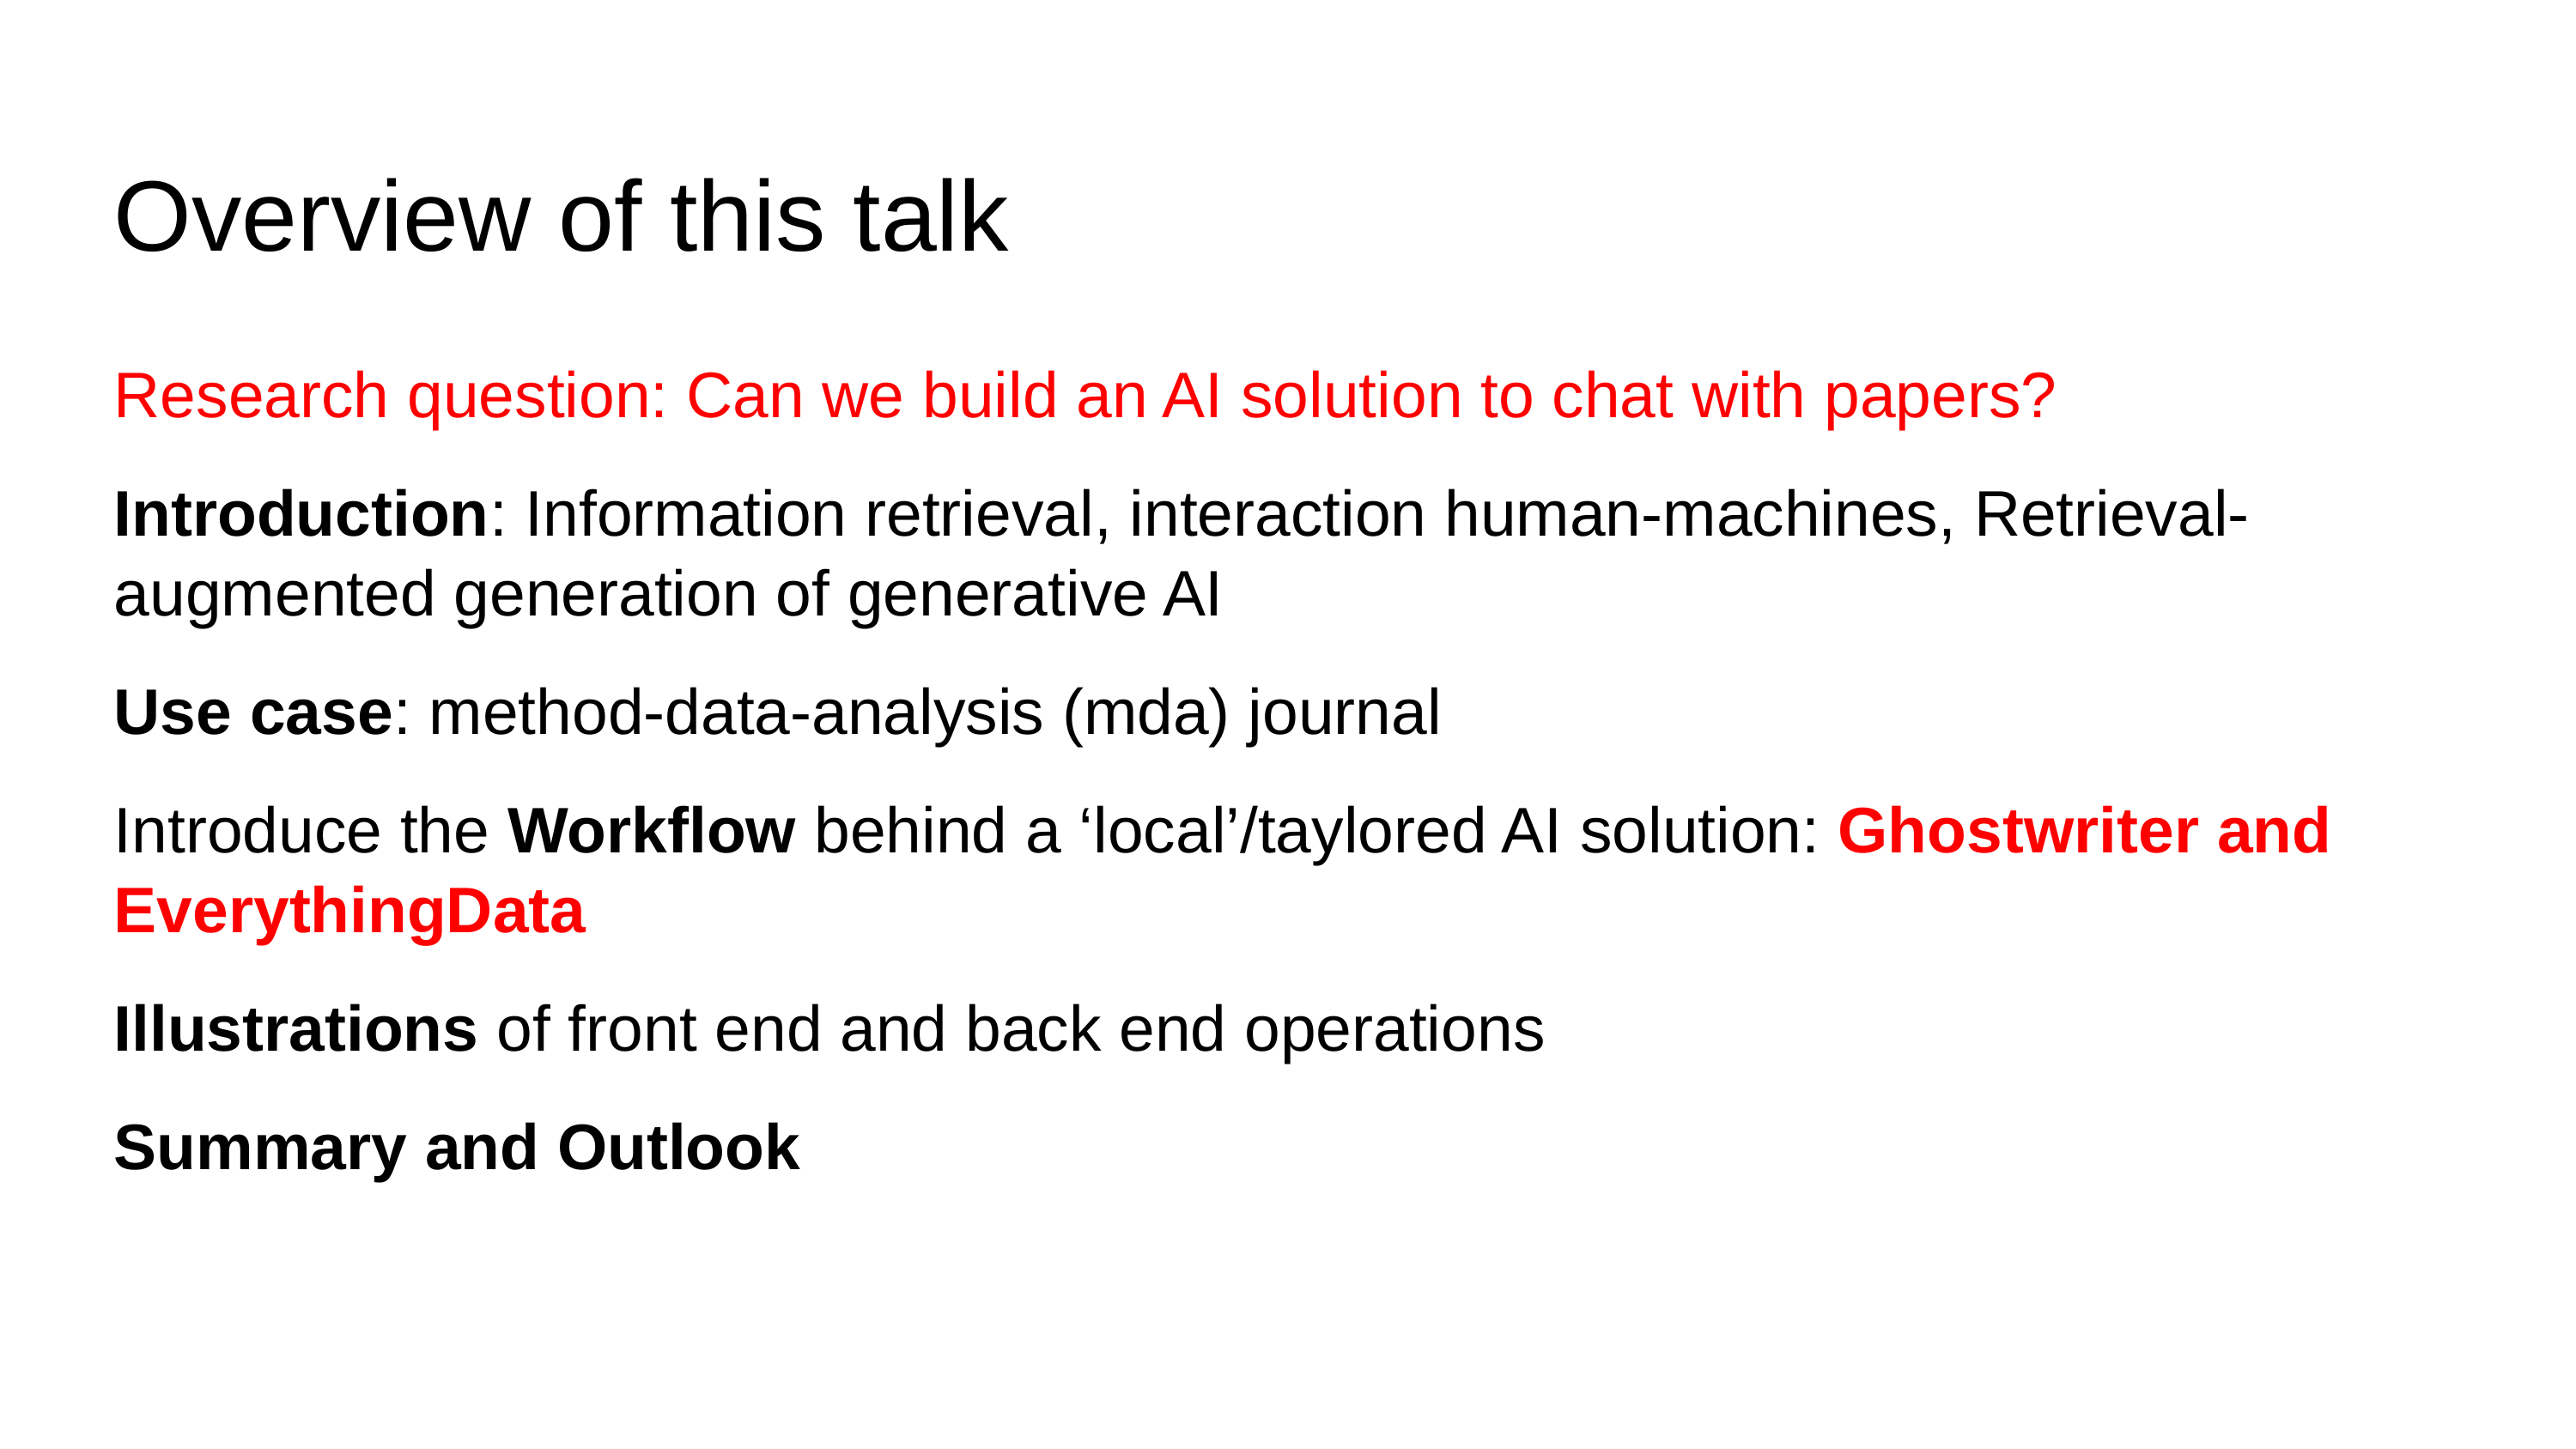 Overview of this talk
Research question: Can we build an AI solution to chat with papers?
Introduction: Information retrieval, interaction human-machines, Retrieval-
augmented generation of generative AI
Use case: method-data-analysis (mda) journal
Introduce the Workflow behind a ‘local’/taylored AI solution: Ghostwriter and
EverythingData
Illustrations of front end and back end operations
Summary and Outlook